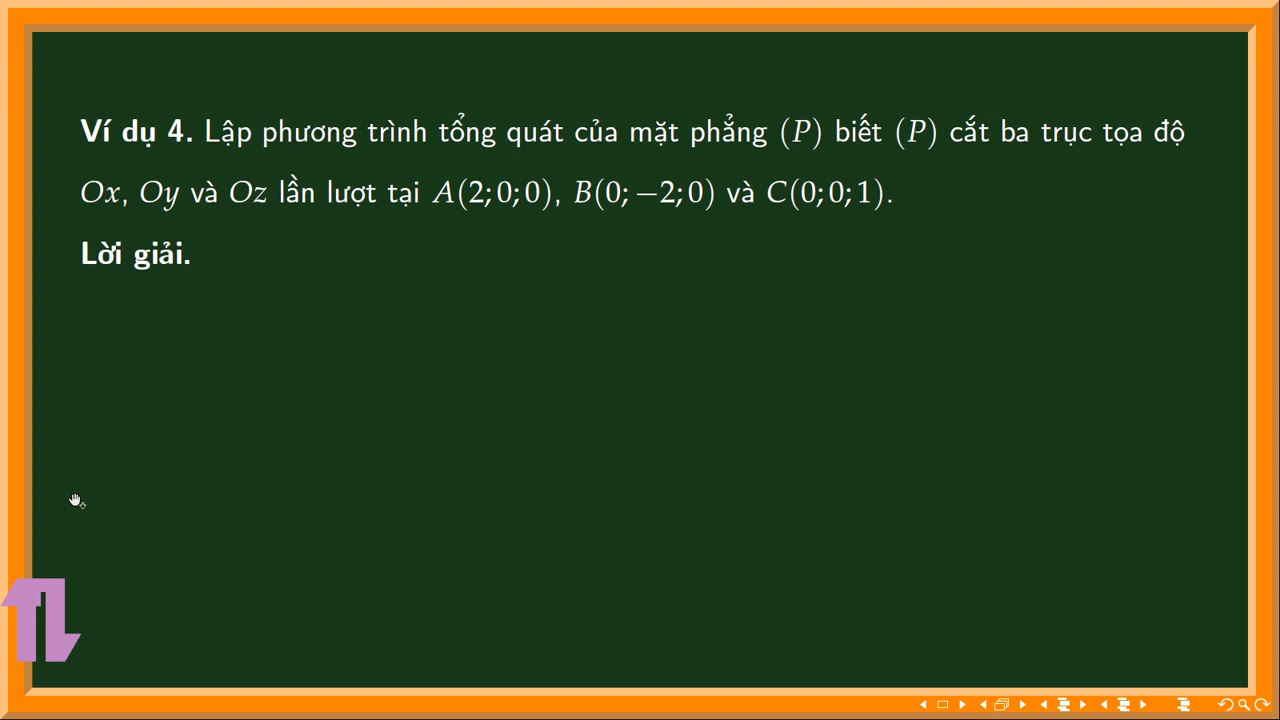 Ví dụ 4. Lập phương trình tổng quát của mặt phẳng (P) biết (P) cắt ba trục tọa độ
Ox, Oy và Oz lần lượt tại A(2; 0; 0), B(0; −2; 0) và C(0; 0; 1).
Lời giải.